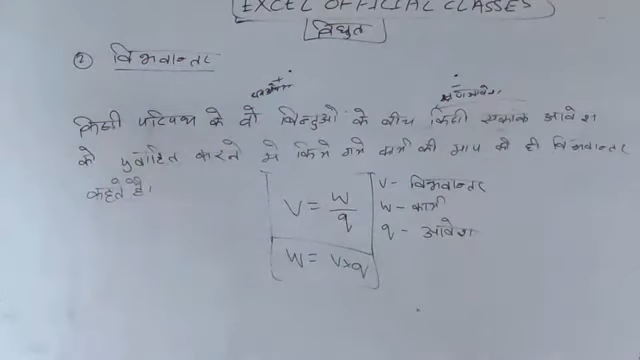 EXCEL OFFICIAL CLASSES
विद्युत
② विभवान्तर
किसी परिपथ के दो बिन्दुओं के बीच किसी एकांक आवेश
को प्रवाहित करने में किये गये कार्य की माप को ही विभवान्तर
कहते है।
V = W/q
V - विभवान्तर
W - कार्य
q - आवेश
W = V×q